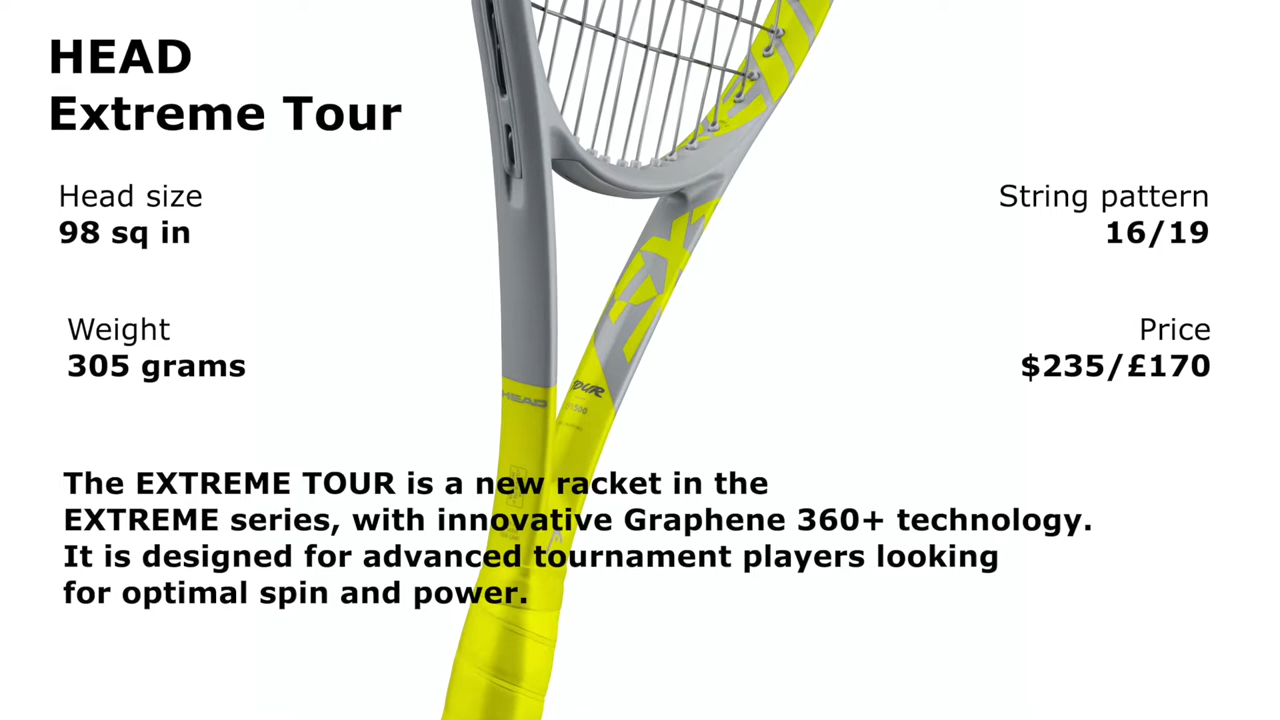 HEAD
Extreme Tour
Head size
98 sq in
String pattern
16/19
Weight
305 grams
Price
$235/£170
HEAD
TOUR
The EXTREME TOUR is a new racket in the
EXTREME series, with innovative Graphene 360+ technology.
It is designed for advanced tournament players looking
for optimal spin and power.